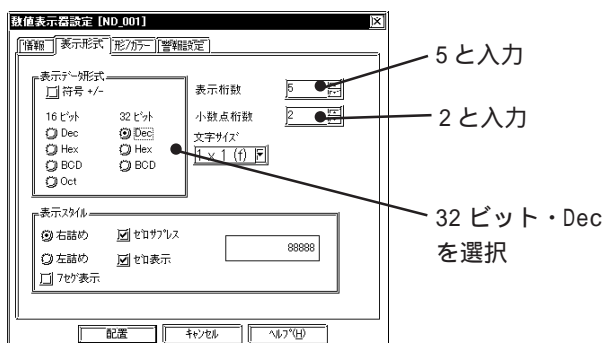 数値表示器設定 [ND_001]
情報 表示形式 形/カラー 警報設定
表示データ形式
符号 +/-
16 ビット 32 ビット
Dec Dec
Hex Hex
BCD BCD
Oct
表示桁数 5
小数点桁数 2
文字サイズ
1 x 1 (f)
5 と入力
2 と入力
32 ビット・Dec
を選択
表示スタイル
右詰め ゼロサプレス
左詰め ゼロ表示
7セグ表示
88888
配置 キャンセル ヘルプ(H)